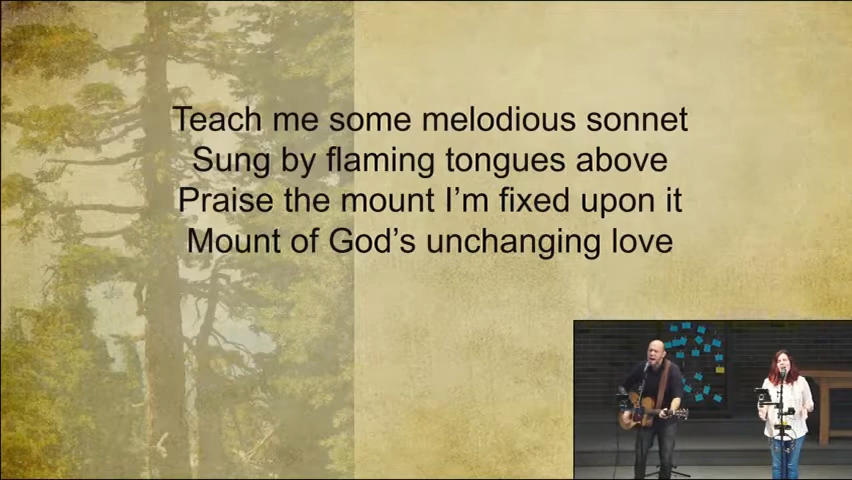 Teach me some melodious sonnet
Sung by flaming tongues above
Praise the mount I’m fixed upon it
Mount of God’s unchanging love